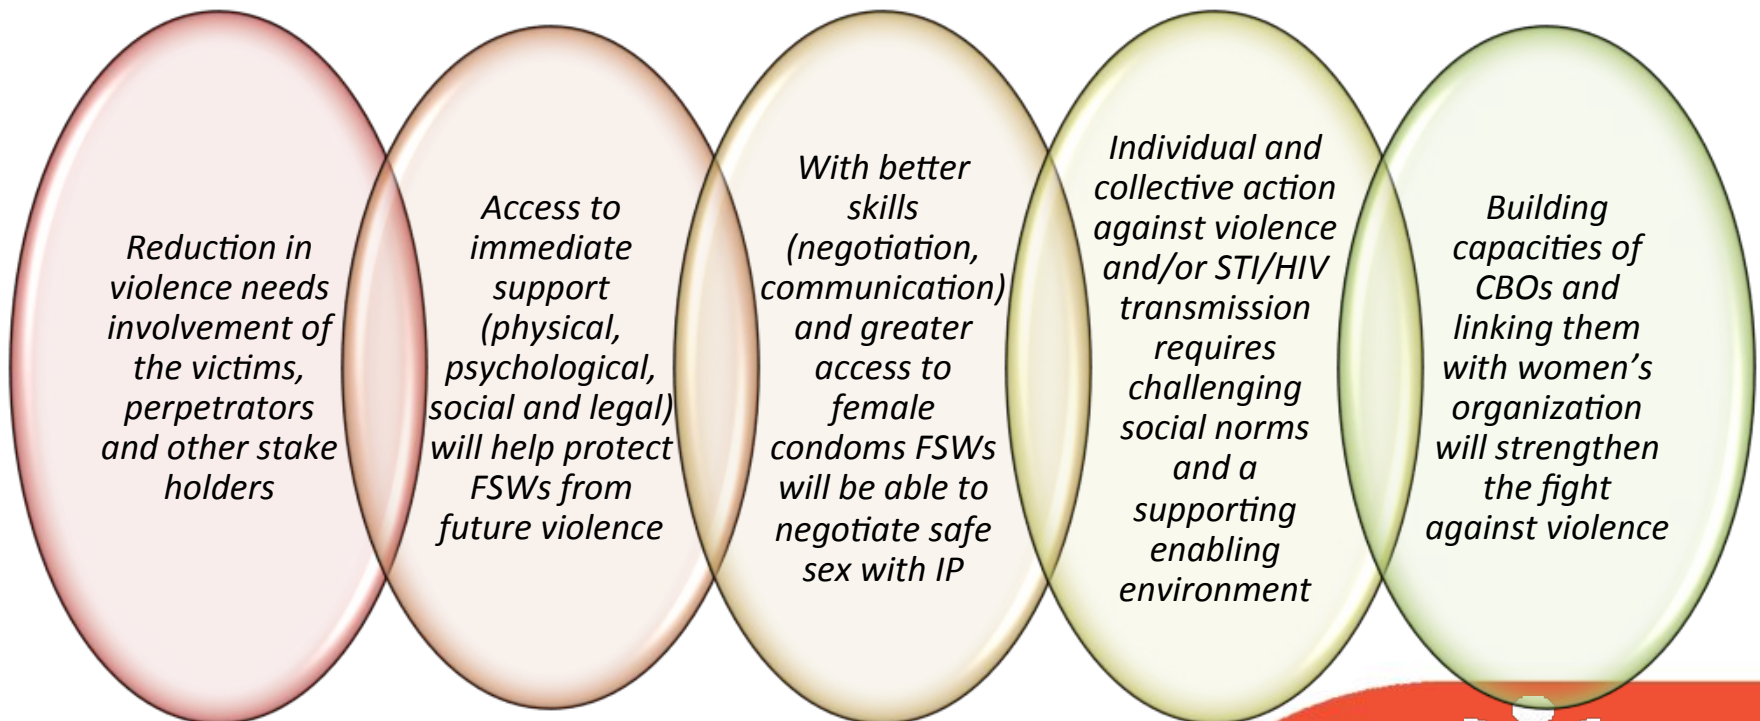 Reduction in
violence needs
involvement of
the victims,
perpetrators
and other stake
holders
Access to
immediate
support
(physical,
psychological,
social and legal)
will help protect
FSWs from
future violence
With better
skills
(negotiation,
communication)
and greater
access to
female
condoms FSWs
will be able to
negotiate safe
sex with IP
Individual and
collective action
against violence
and/or STI/HIV
transmission
requires
challenging
social norms
and a
supporting
enabling
environment
Building
capacities of
CBOs and
linking them
with women’s
organization
will strengthen
the fight
against violence